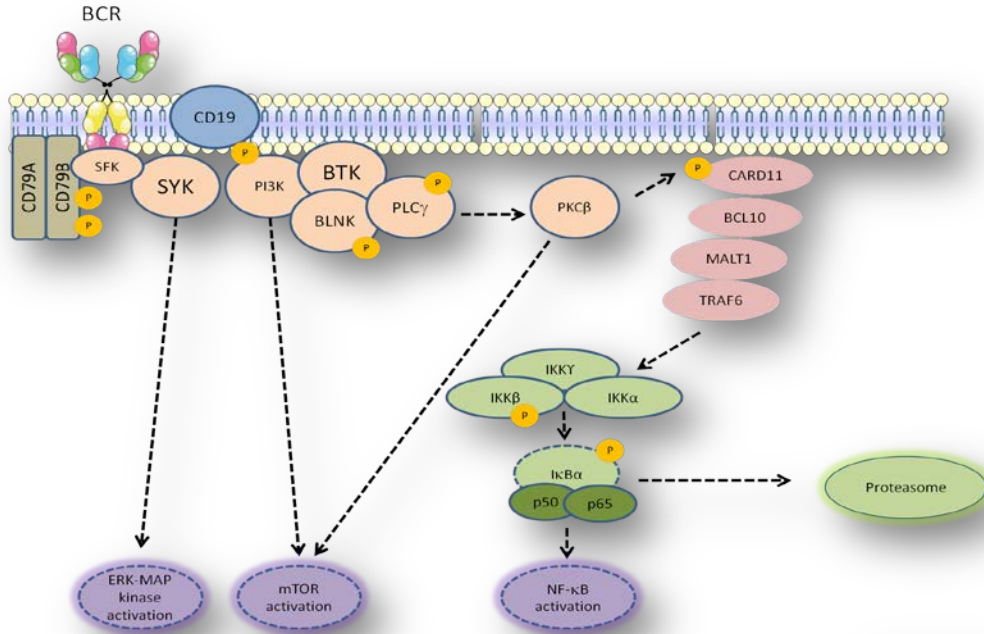 BCR
CD19
CD79A
CD79B
SFK
SYK
P
P
P
PI3K
BTK
BLNK
P
PLCγ
P
PKCβ
P
CARD11
BCL10
MALT1
TRAF6
IKKΥ
IKKβ
IKKα
P
P
IκBα
p50
p65
Proteasome
ERK-MAP
kinase
activation
mTOR
activation
NF-κB
activation